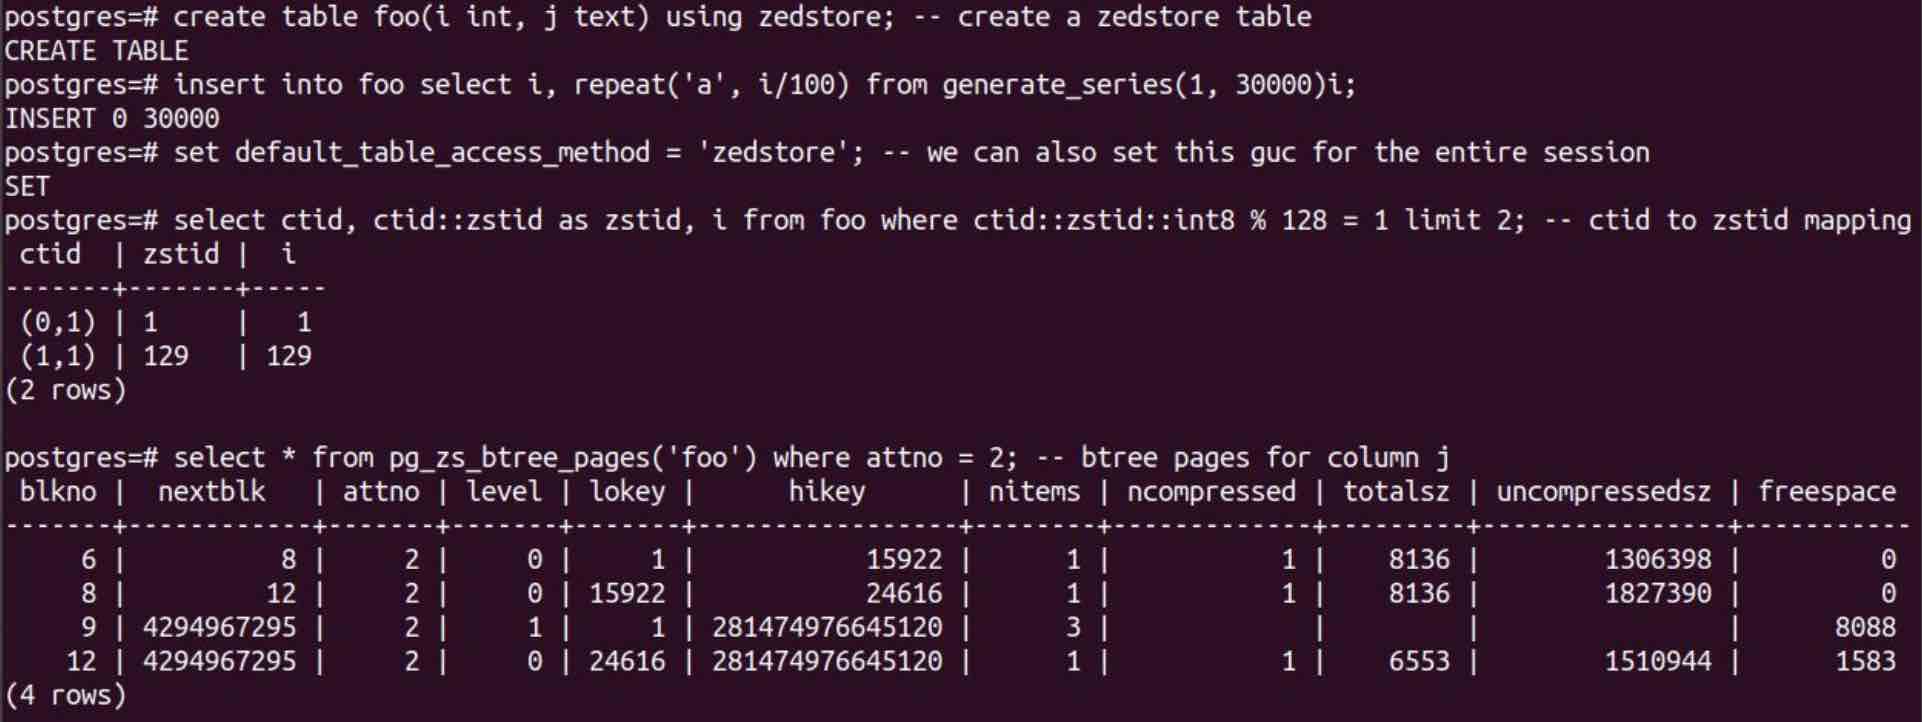 postgres=# create table foo(i int, j text) using zedstore; -- create a zedstore table
CREATE TABLE
postgres=# insert into foo select i, repeat('a', i/100) from generate_series(1, 30000)i;
INSERT 0 30000
postgres=# set default_table_access_method = 'zedstore'; -- we can also set this guc for the entire session
SET
postgres=# select ctid, ctid::zstid as zstid, i from foo where ctid::zstid::int8 % 128 = 1 limit 2; -- ctid to zstid mapping
 ctid  | zstid |  i
-------+-------+-----
 (0,1) | 1     |   1
 (1,1) | 129   | 129
(2 rows)

postgres=# select * from pg_zs_btree_pages('foo') where attno = 2; -- btree pages for column j
 blkno |  nextblk   | attno | level | lokey |      hikey      | nitems | ncompressed | totalsz | uncompressedsz | freespace
-------+------------+-------+-------+-------+-----------------+--------+-------------+---------+----------------+-----------
     6 |          8 |     2 |     0 |     1 |           15922 |      1 |           1 |    8136 |        1306398 |         0
     8 |         12 |     2 |     0 | 15922 |           24616 |      1 |           1 |    8136 |        1827390 |         0
     9 | 4294967295 |     2 |     1 |     1 | 281474976645120 |      3 |             |         |                |      8088
    12 | 4294967295 |     2 |     0 | 24616 | 281474976645120 |      1 |           1 |    6553 |        1510944 |      1583
(4 rows)